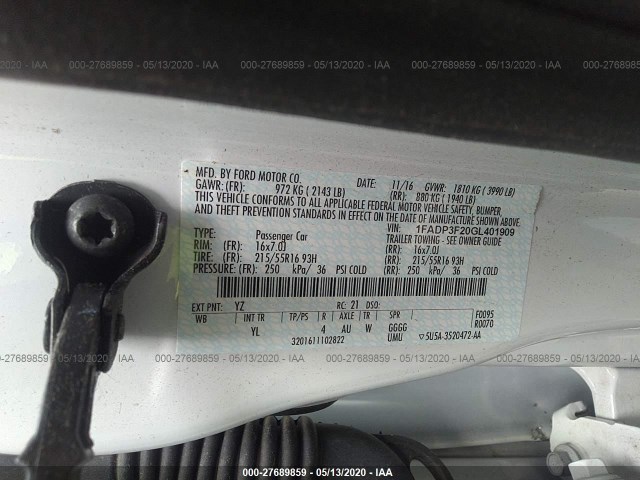 000-27689859 - 05/13/2020 - IAA
MFD. BY FORD MOTOR CO. DATE: 11/16 GVWR: 1810 KG ( 3990 LB)
GAWR: (FR): 972 KG ( 2143 LB) (RR): 880 KG ( 1940 LB)
THIS VEHICLE CONFORMS TO ALL APPLICABLE FEDERAL MOTOR VEHICLE SAFETY, BUMPER,
AND THEFT PREVENTION STANDARDS IN EFFECT ON THE DATE OF MANUFACTURE SHOWN ABOVE.
VIN: 1FADP3F20GL401909
TYPE: Passenger Car TRAILER TOWING - SEE OWNER GUIDE
RIM: (FR): 16x7.0J (RR): 16x7.0J
TIRE: (FR): 215/55R16 93H (RR): 215/55R16 93H
PRESSURE: (FR): 250 kPa/ 36 PSI COLD (RR): 250 kPa/ 36 PSI COLD
EXT PNT: YZ RC: 21 DSO: F0095
WB INT TR TP/PS R AXLE TR SPR R0070
YL 4 AU W GGGG
3201611102822 UMU ▽5U5A-3520472-AA
000-27689859 - 05/13/2020 - IAA
000-27689859 - 05/13/2020 - IAA